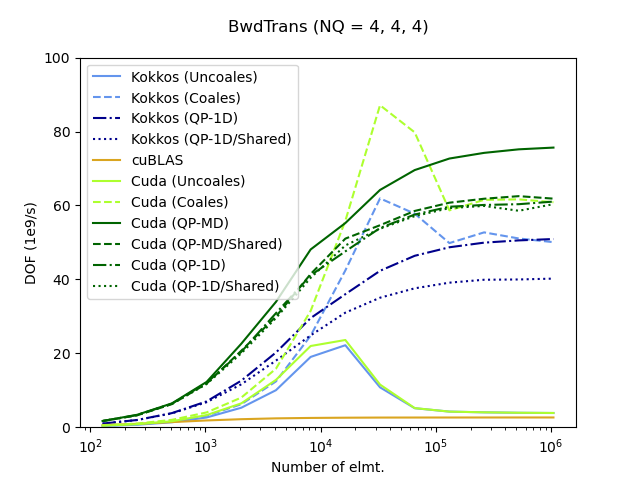 BwdTrans (NQ = 4, 4, 4)
DOF (1e9/s)
100
80
60
40
20
0
Kokkos (Uncoales)
Kokkos (Coales)
Kokkos (QP-1D)
Kokkos (QP-1D/Shared)
cuBLAS
Cuda (Uncoales)
Cuda (Coales)
Cuda (QP-MD)
Cuda (QP-MD/Shared)
Cuda (QP-1D)
Cuda (QP-1D/Shared)
10² 10³ 10⁴ 10⁵ 10⁶
Number of elmt.